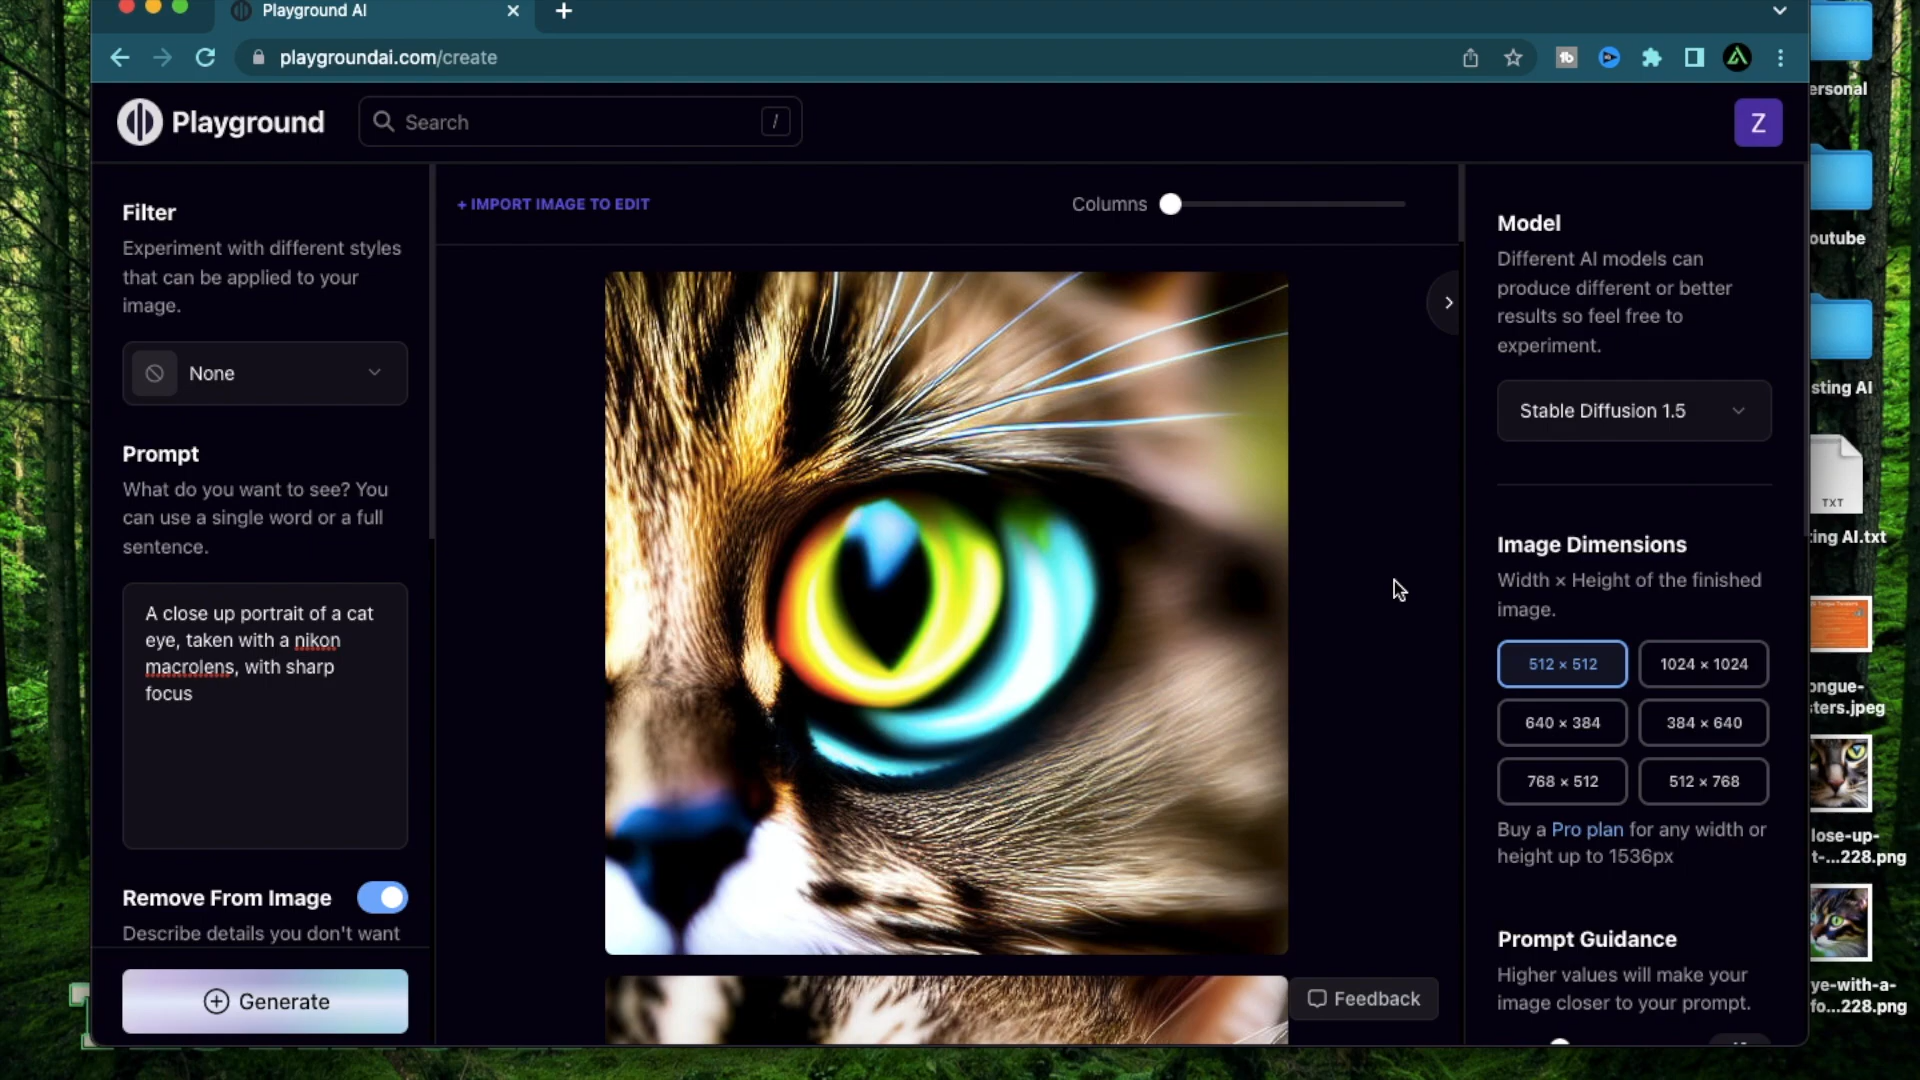 Playground AI
playgroundai.com/create
Playground
Search
/
Z
Filter
Experiment with different styles
that can be applied to your
image.
None
Prompt
What do you want to see? You
can use a single word or a full
sentence.
A close up portrait of a cat
eye, taken with a nikon
macrolens, with sharp
focus
Remove From Image
Describe details you don't want
Generate
+ IMPORT IMAGE TO EDIT
Columns
Feedback
Model
Different AI models can
produce different or better
results so feel free to
experiment.
Stable Diffusion 1.5
Image Dimensions
Width × Height of the finished
image.
512 × 512
1024 × 1024
640 × 384
384 × 640
768 × 512
512 × 768
Buy a Pro plan for any width or
height up to 1536px
Prompt Guidance
Higher values will make your
image closer to your prompt.
ersonal
outube
sting AI
TXT
ing AI.txt
ongue-
sters.jpeg
lose-up-
t-...228.png
ye-with-a-
fo...228.png